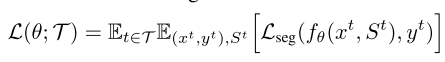 ℒ(θ; 𝒯) = 𝔼_{t∈𝒯} 𝔼_{(x^t, y^t), S^t} [ℒ_seg(f_θ(x^t, S^t), y^t)]